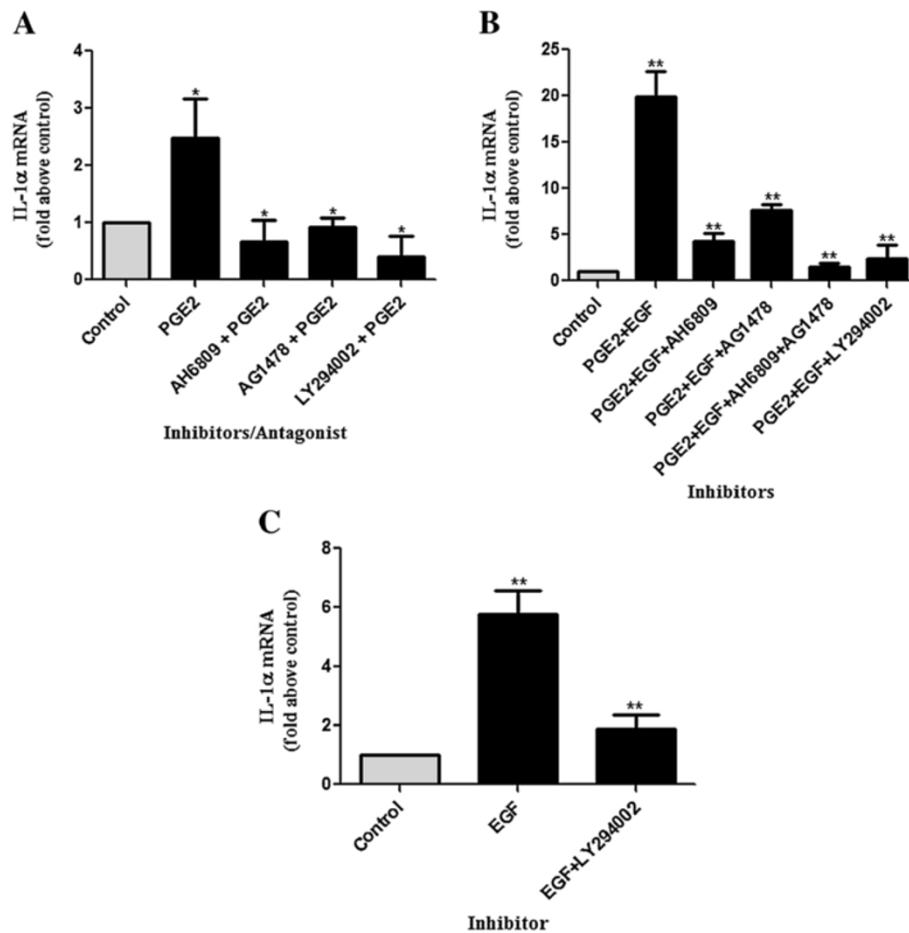 A
IL-1α mRNA
(fold above control)
4
3
2
1
0
*
*
*
*
Control
PGE2
AH6809 + PGE2
AG1478 + PGE2
LY294002 + PGE2
Inhibitors/Antagonist
B
IL-1α mRNA
(fold above control)
25
20
15
10
5
0
**
**
**
**
**
Control
PGE2+EGF
PGE2+EGF+AH6809
PGE2+EGF+AG1478
PGE2+EGF+AH6809+AG1478
PGE2+EGF+LY294002
Inhibitors
C
IL-1α mRNA
(fold above control)
8
6
4
2
0
**
**
Control
EGF
EGF+LY294002
Inhibitor